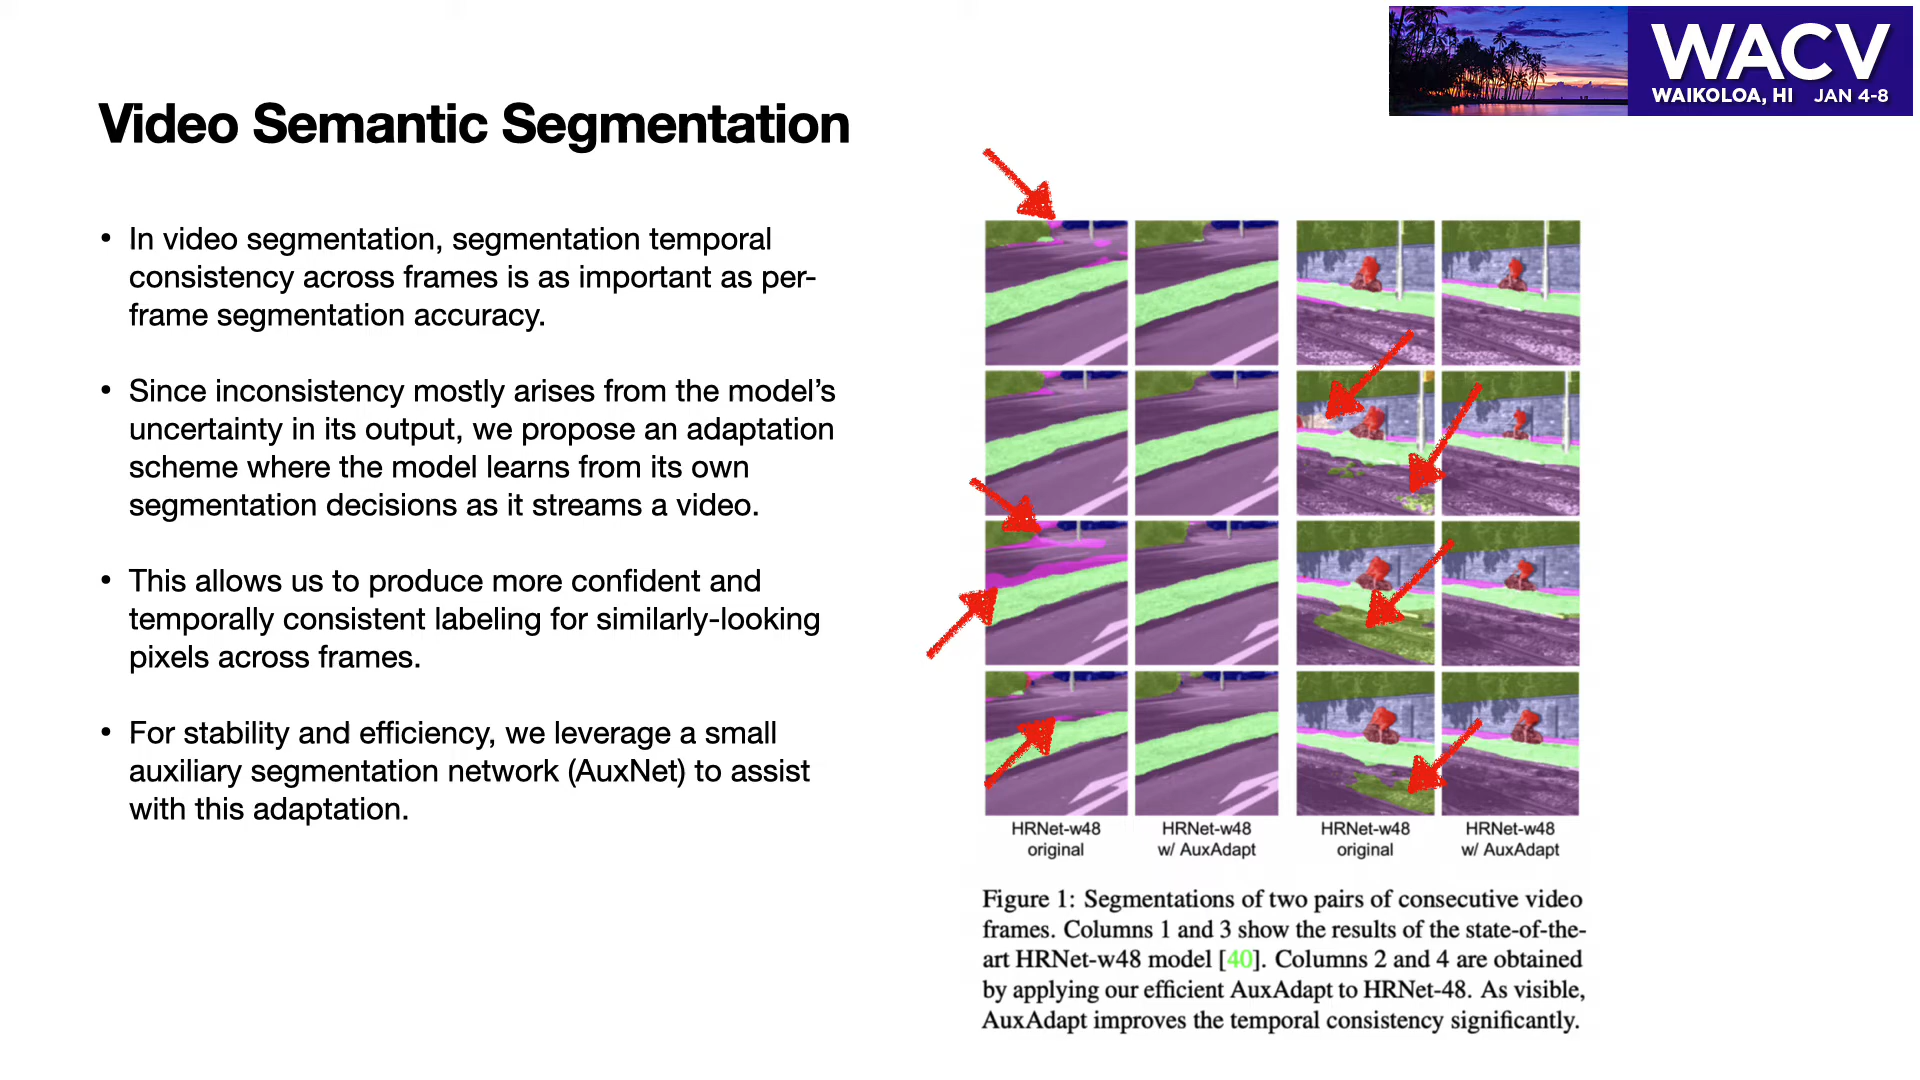 WACV
WAIKOLOA, HI JAN 4-8
Video Semantic Segmentation
• In video segmentation, segmentation temporal
consistency across frames is as important as per-
frame segmentation accuracy.
• Since inconsistency mostly arises from the model’s
uncertainty in its output, we propose an adaptation
scheme where the model learns from its own
segmentation decisions as it streams a video.
• This allows us to produce more confident and
temporally consistent labeling for similarly-looking
pixels across frames.
• For stability and efficiency, we leverage a small
auxiliary segmentation network (AuxNet) to assist
with this adaptation.
HRNet-w48 original
HRNet-w48 w/ AuxAdapt
HRNet-w48 original
HRNet-w48 w/ AuxAdapt
Figure 1: Segmentations of two pairs of consecutive video
frames. Columns 1 and 3 show the results of the state-of-the-
art HRNet-w48 model [40]. Columns 2 and 4 are obtained
by applying our efficient AuxAdapt to HRNet-48. As visible,
AuxAdapt improves the temporal consistency significantly.